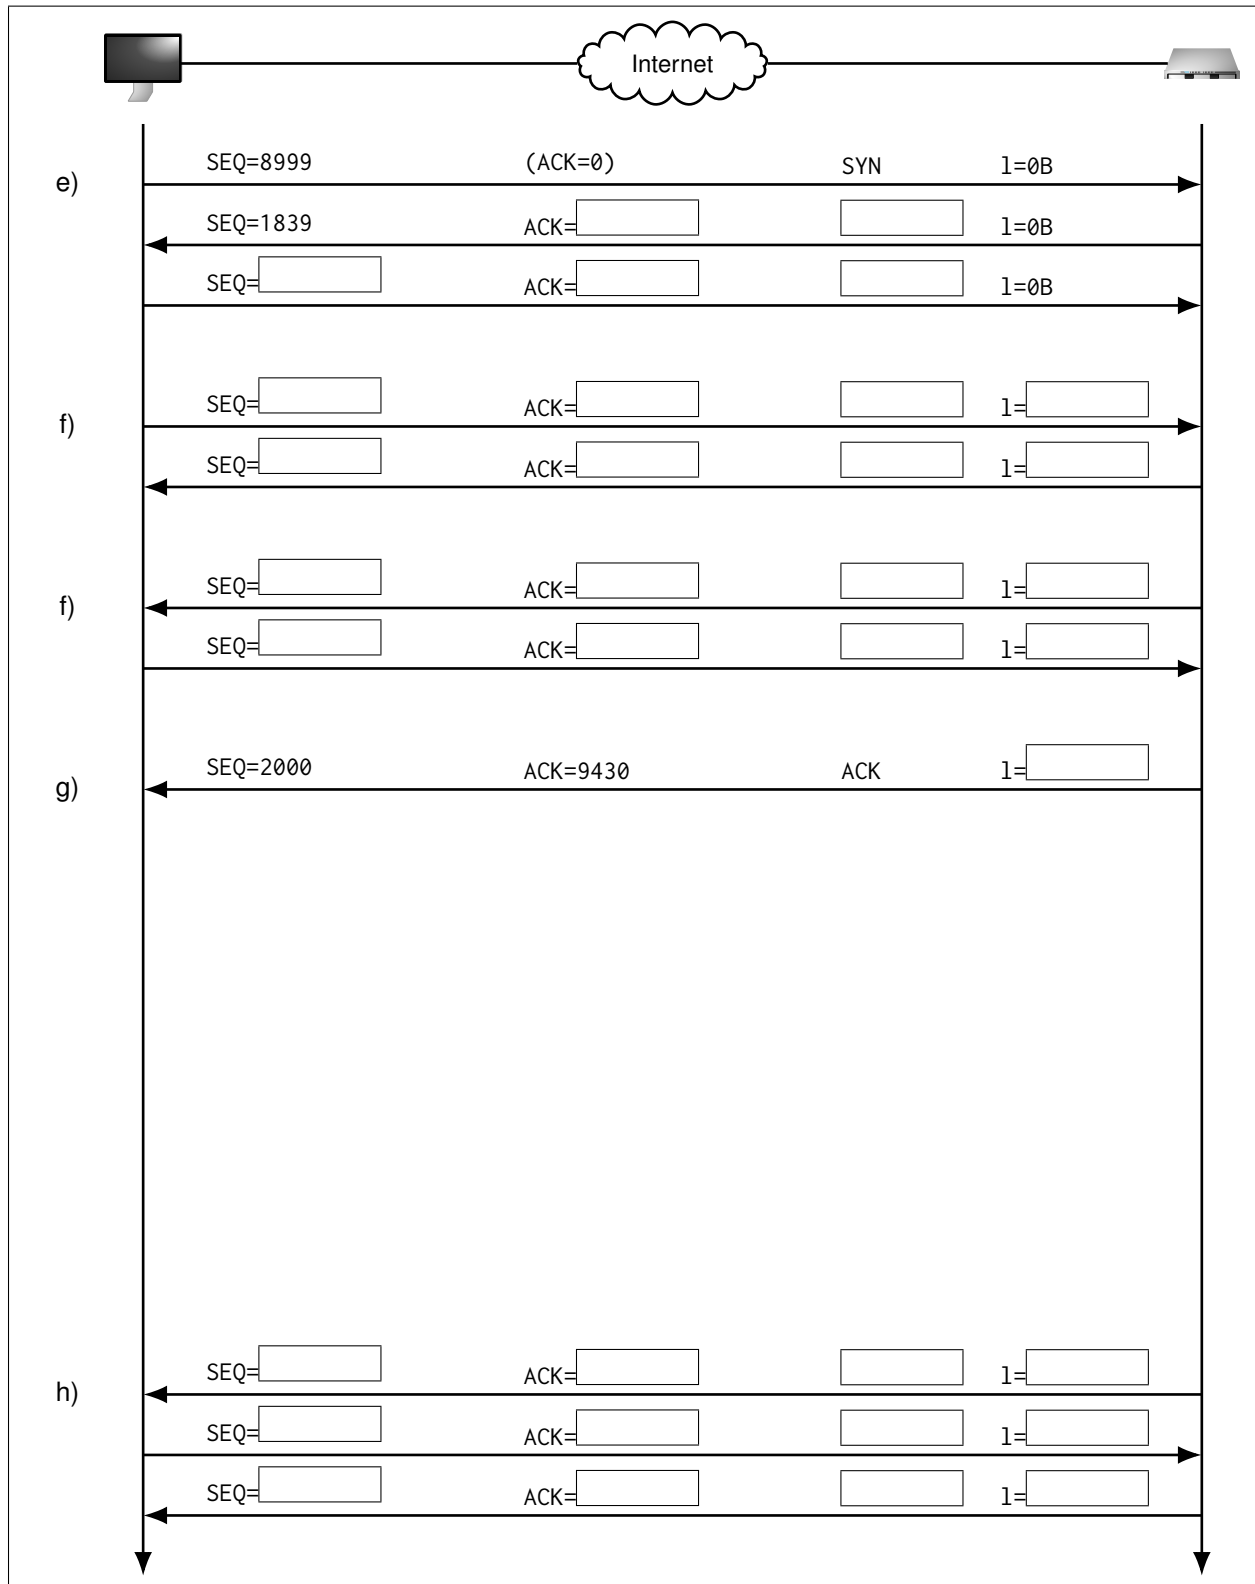 Internet
e)
SEQ=8999 (ACK=0) SYN l=0B
SEQ=1839 ACK= l=0B
SEQ= ACK= l=0B
f)
SEQ= ACK= l=
SEQ= ACK= l=
f)
SEQ= ACK= l=
SEQ= ACK= l=
g)
SEQ=2000 ACK=9430 ACK l=
h)
SEQ= ACK= l=
SEQ= ACK= l=
SEQ= ACK= l=